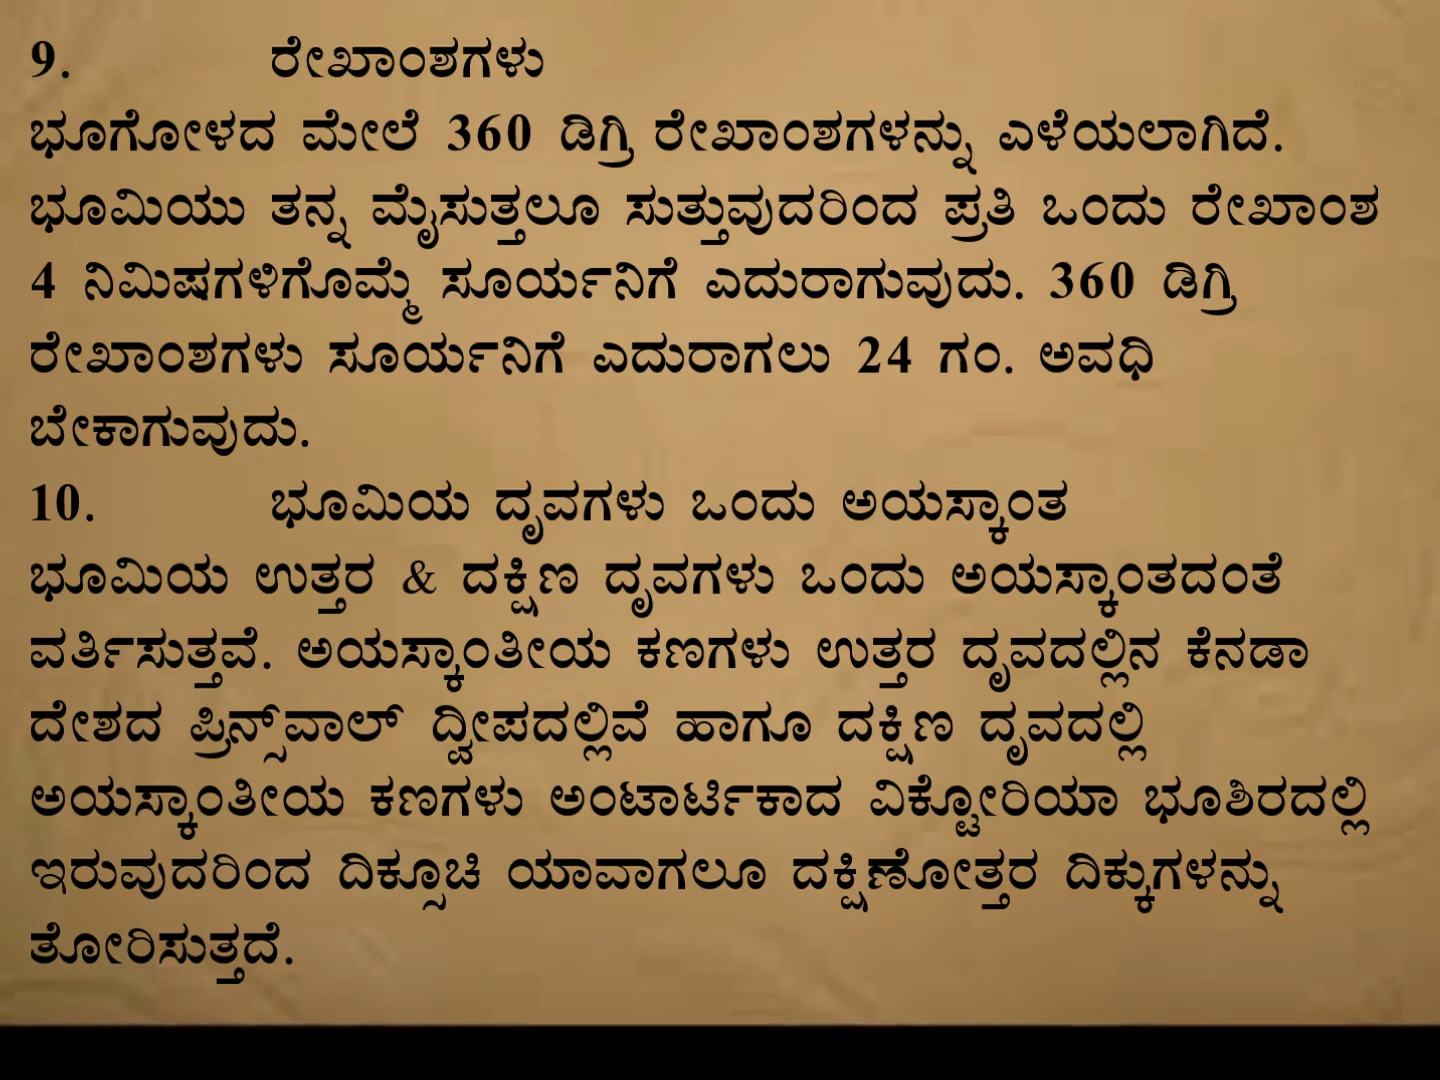 9. ರೇಖಾಂಶಗಳು
ಭೂಗೋಳದ ಮೇಲೆ 360 ಡಿಗ್ರಿ ರೇಖಾಂಶಗಳನ್ನು ಎಳೆಯಲಾಗಿದೆ.
ಭೂಮಿಯು ತನ್ನ ಮೈಸುತ್ತಲೂ ಸುತ್ತುವುದರಿಂದ ಪ್ರತಿ ಒಂದು ರೇಖಾಂಶ
4 ನಿಮಿಷಗಳಿಗೊಮ್ಮೆ ಸೂರ್ಯನಿಗೆ ಎದುರಾಗುವುದು. 360 ಡಿಗ್ರಿ
ರೇಖಾಂಶಗಳು ಸೂರ್ಯನಿಗೆ ಎದುರಾಗಲು 24 ಗಂ. ಅವಧಿ
ಬೇಕಾಗುವುದು.
10. ಭೂಮಿಯ ದೃವಗಳು ಒಂದು ಅಯಸ್ಕಾಂತ
ಭೂಮಿಯ ಉತ್ತರ & ದಕ್ಷಿಣ ದೃವಗಳು ಒಂದು ಅಯಸ್ಕಾಂತದಂತೆ
ವರ್ತಿಸುತ್ತವೆ. ಅಯಸ್ಕಾಂತೀಯ ಕಣಗಳು ಉತ್ತರ ದೃವದಲ್ಲಿನ ಕೆನಡಾ
ದೇಶದ ಪ್ರಿನ್ಸ್‌ವಾಲ್ ದ್ವೀಪದಲ್ಲಿವೆ ಹಾಗೂ ದಕ್ಷಿಣ ದೃವದಲ್ಲಿ
ಅಯಸ್ಕಾಂತೀಯ ಕಣಗಳು ಅಂಟಾರ್ಟಿಕಾದ ವಿಕ್ಟೋರಿಯಾ ಭೂಶಿರದಲ್ಲಿ
ಇರುವುದರಿಂದ ದಿಕ್ಸೂಚಿ ಯಾವಾಗಲೂ ದಕ್ಷಿಣೋತ್ತರ ದಿಕ್ಕುಗಳನ್ನು
ತೋರಿಸುತ್ತದೆ.